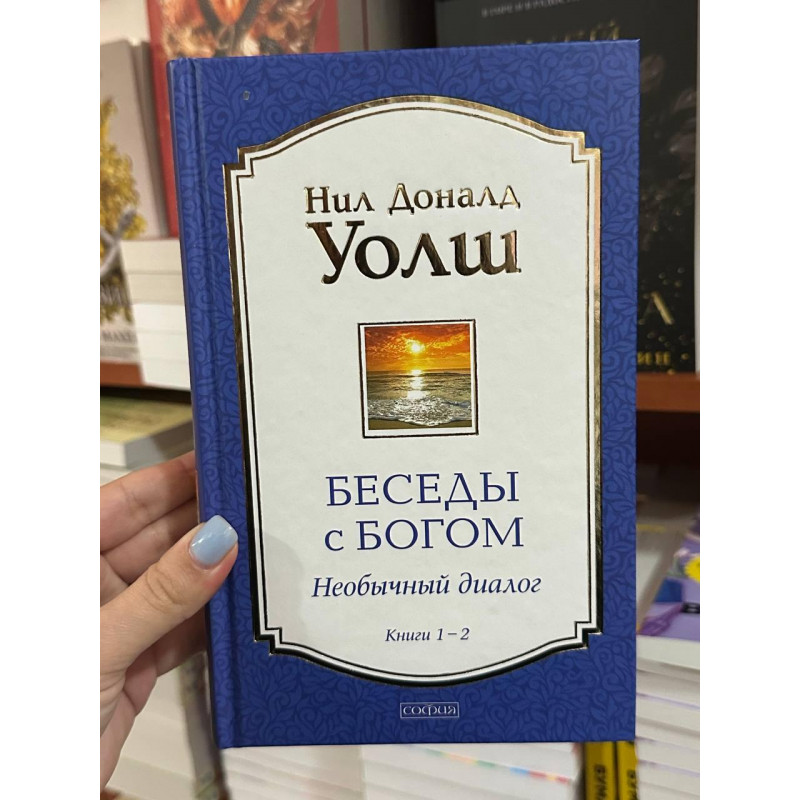 Нил Доналд
Уолш
БЕСЕДЫ
с БОГОМ
Необычный диалог
Книги 1–2
СОФИЯ